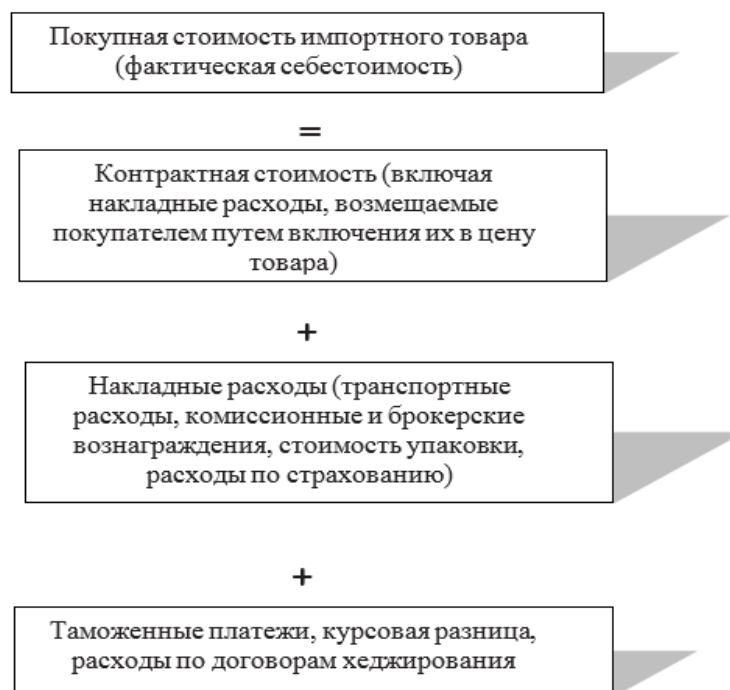 Покупная стоимость импортного товара
(фактическая себестоимость)
=
Контрактная стоимость (включая
накладные расходы, возмещаемые
покупателем путем включения их в цену
товара)
+
Накладные расходы (транспортные
расходы, комиссионные и брокерские
вознаграждения, стоимость упаковки,
расходы по страхованию)
+
Таможенные платежи, курсовая разница,
расходы по договорам хеджирования